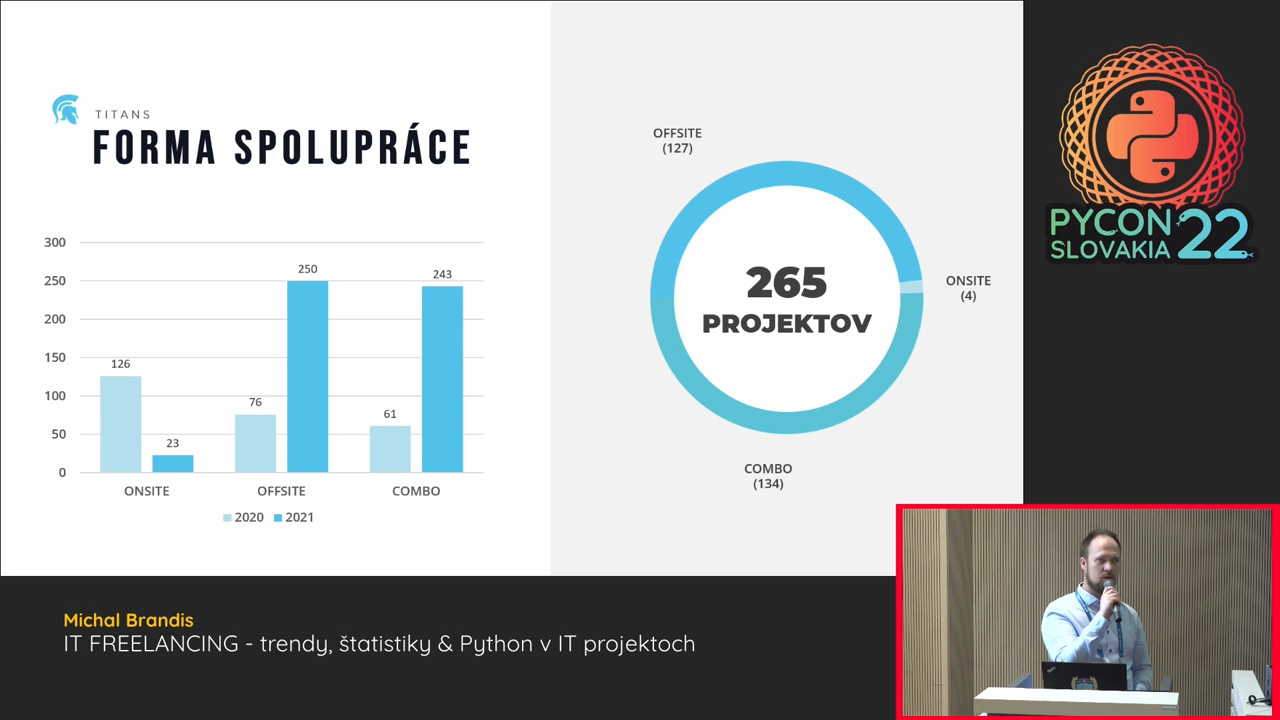 TITANS
FORMA SPOLUPRÁCE
300
250
200
150
100
50
0
126
23
76
250
61
243
ONSITE
OFFSITE
COMBO
2020
2021
OFFSITE
(127)
ONSITE
(4)
COMBO
(134)
265
PROJEKTOV
PYCON
SLOVAKIA
22
Michal Brandis
IT FREELANCING - trendy, štatistiky & Python v IT projektoch